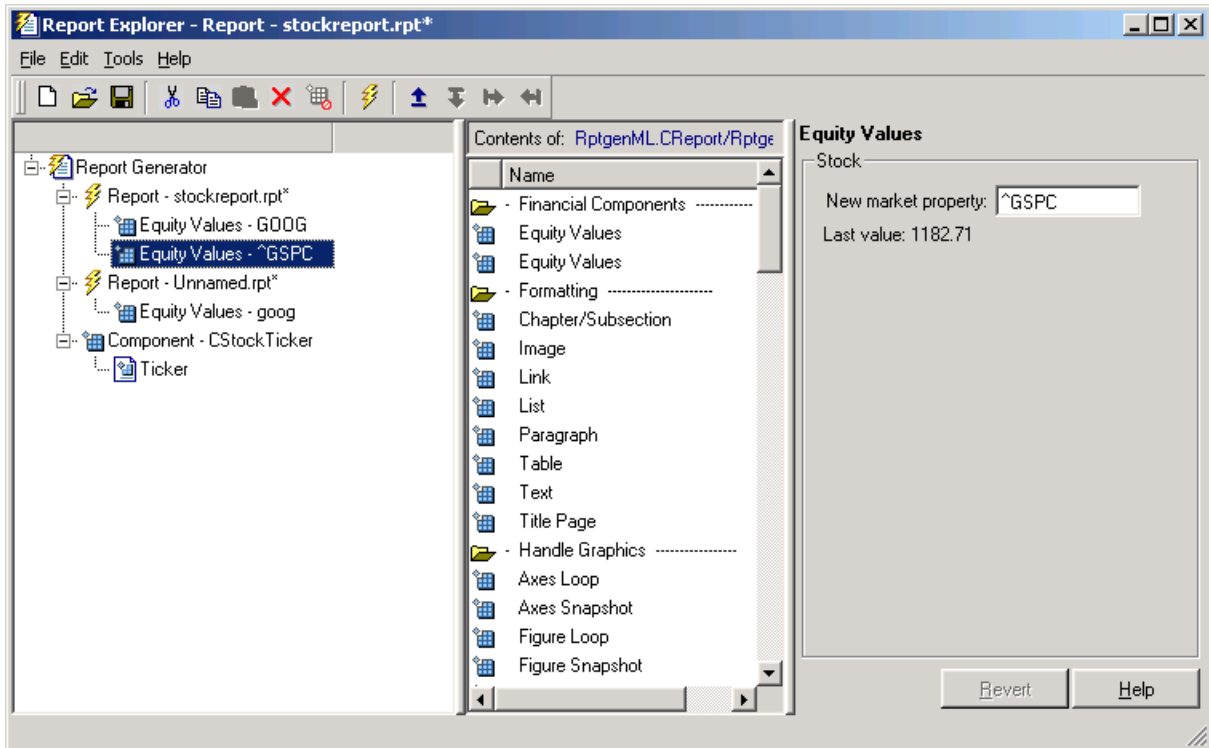 Report Explorer - Report - stockreport.rpt*
File Edit Tools Help
Report Generator
Report - stockreport.rpt*
Equity Values - GOOG
Equity Values - ^GSPC
Report - Unnamed.rpt*
Equity Values - goog
Component - CStockTicker
Ticker
Contents of: RptgenML.CReport/Rptge
Name
- Financial Components ------------
Equity Values
Equity Values
- Formatting ----------------------
Chapter/Subsection
Image
Link
List
Paragraph
Table
Text
Title Page
- Handle Graphics -----------------
Axes Loop
Axes Snapshot
Figure Loop
Figure Snapshot
Equity Values
Stock
New market property: ^GSPC
Last value: 1182.71
Revert Help